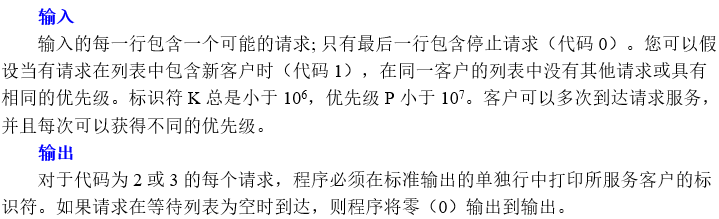 输入
输入的每一行包含一个可能的请求; 只有最后一行包含停止请求（代码 0）。您可以假
设当有请求在列表中包含新客户时（代码 1），在同一客户的列表中没有其他请求或具有
相同的优先级。标识符 K 总是小于 10⁶，优先级 P 小于 10⁷。客户可以多次到达请求服务，
并且每次可以获得不同的优先级。
输出
对于代码为 2 或 3 的每个请求，程序必须在标准输出的单独行中打印所服务客户的标
识符。如果请求在等待列表为空时到达，则程序将零（0）输出到输出。